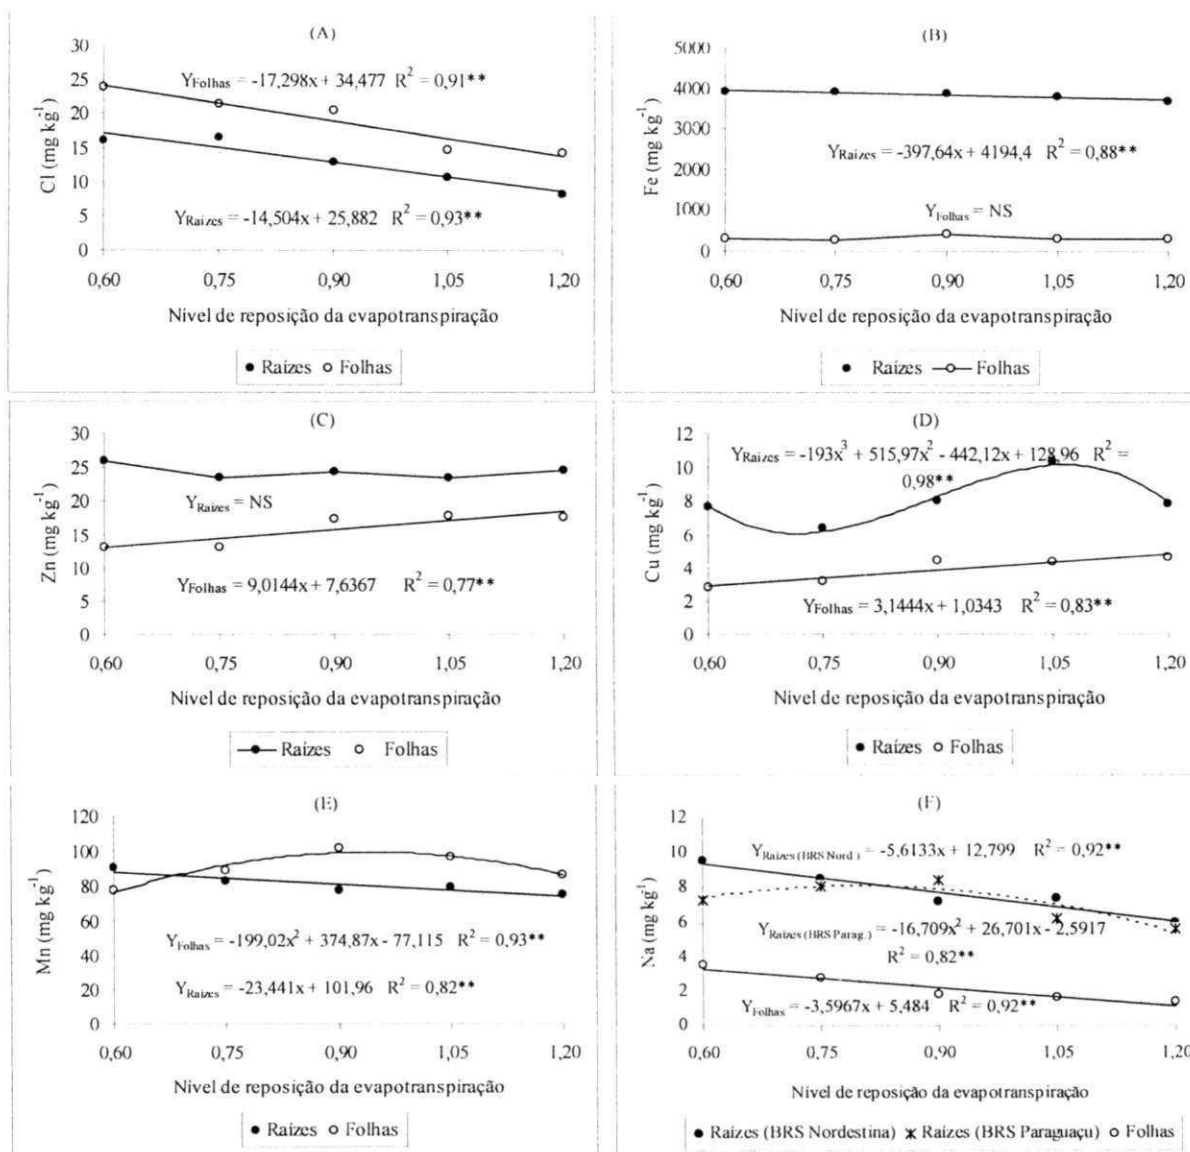 (A)
30
25
20
15
10
5
0
Cl (mg kg-1)
YFolhas = -17,298x + 34,477 R2 = 0,91**
YRaízes = -14,504x + 25,882 R2 = 0,93**
0,60 0,75 0,90 1,05 1,20
Nível de reposição da evapotranspiração
● Raízes ○ Folhas
(B)
5000
4000
3000
2000
1000
0
Fe (mg kg-1)
YRaízes = -397,64x + 4194,4 R2 = 0,88**
YFolhas = NS
0,60 0,75 0,90 1,05 1,20
Nível de reposição da evapotranspiração
● Raízes ○ Folhas
(C)
30
25
20
15
10
5
0
Zn (mg kg-1)
YRaízes = NS
YFolhas = 9,0144x + 7,6367 R2 = 0,77**
0,60 0,75 0,90 1,05 1,20
Nível de reposição da evapotranspiração
● Raízes ○ Folhas
(D)
12
10
8
6
4
2
0
Cu (mg kg-1)
YRaízes = -193x3 + 515,97x2 - 442,12x + 128,96 R2 =
0,98**
YFolhas = 3,1444x + 1,0343 R2 = 0,83**
0,60 0,75 0,90 1,05 1,20
Nível de reposição da evapotranspiração
● Raízes ○ Folhas
(E)
120
100
80
60
40
20
0
Mn (mg kg-1)
YFolhas = -199,02x2 + 374,87x - 77,115 R2 = 0,93**
YRaízes = -23,441x + 101,96 R2 = 0,82**
0,60 0,75 0,90 1,05 1,20
Nível de reposição da evapotranspiração
● Raízes ○ Folhas
(F)
12
10
8
6
4
2
0
Na (mg kg-1)
YRaízes (BRS Nord.) = -5,6133x + 12,799 R2 = 0,92**
YRaízes (BRS Parag.) = -16,709x2 + 26,701x - 2,5917
R2 = 0,82**
YFolhas = -3,5967x + 5,484 R2 = 0,92**
0,60 0,75 0,90 1,05 1,20
Nível de reposição da evapotranspiração
● Raízes (BRS Nordestina) ж Raízes (BRS Paraguaçu) ○ Folhas